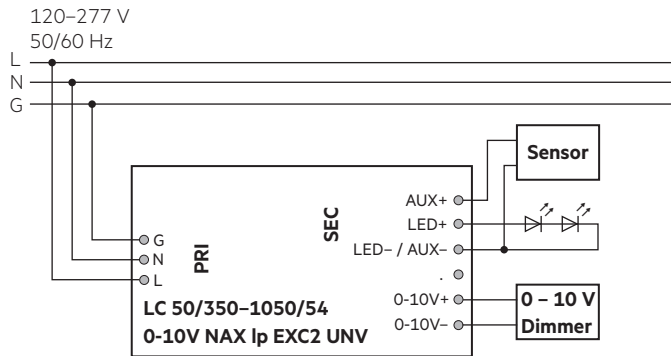 120–277 V
50/60 Hz
L
N
G
Sensor
AUX+
LED+
LED– / AUX–
.
0-10V+
0-10V–
SEC
PRI
G
N
L
0 – 10 V
Dimmer
LC 50/350–1050/54
0-10V NAX lp EXC2 UNV